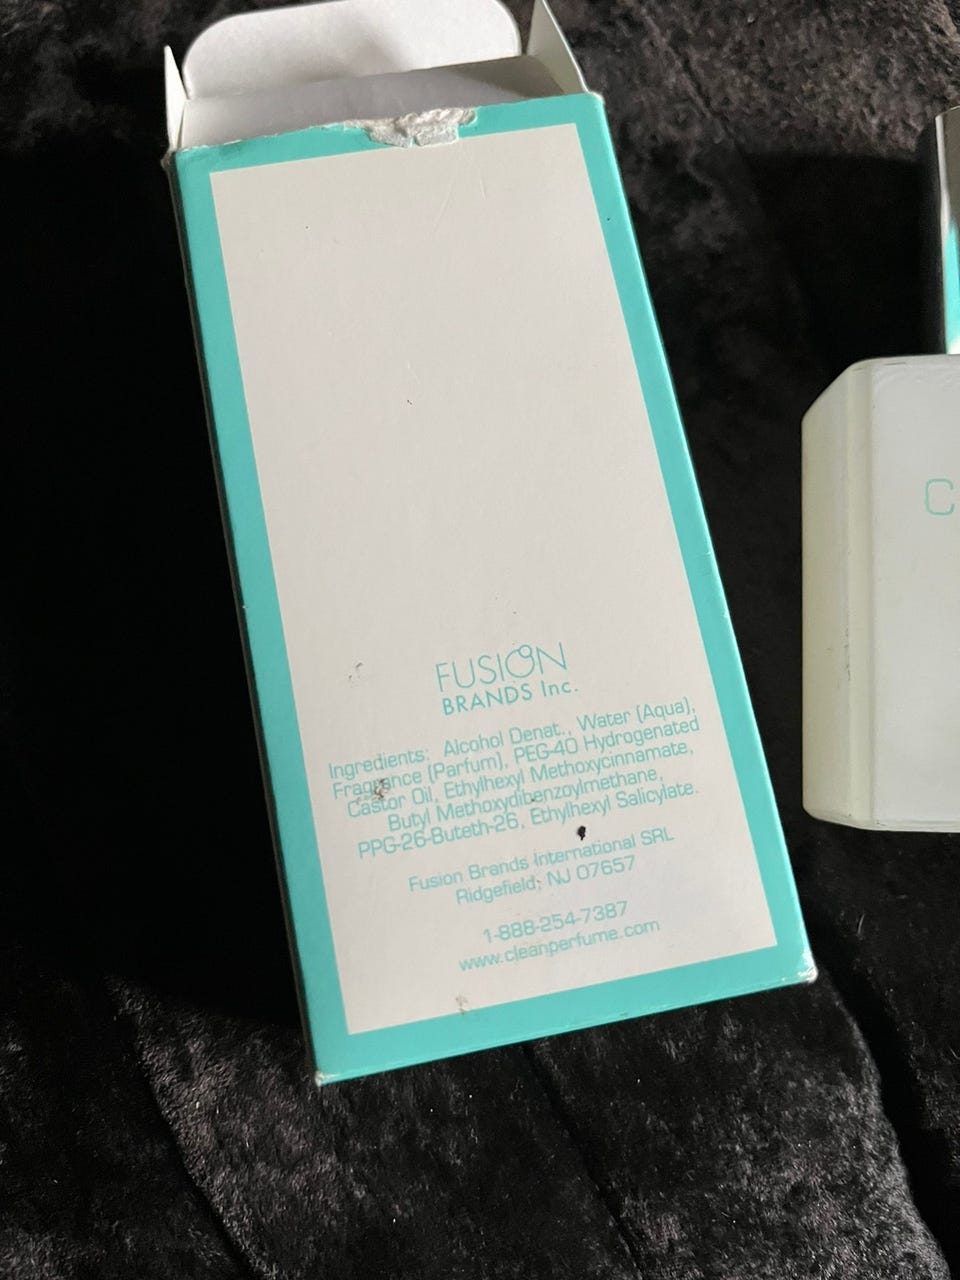 FUSION
BRANDS Inc.
Ingredients: Alcohol Denat., Water (Aqua),
Fragrance (Parfum), PEG-40 Hydrogenated
Castor Oil, Ethylhexyl Methoxycinnamate,
Butyl Methoxydibenzoylmethane,
PPG-26-Buteth-26, Ethylhexyl Salicylate.
Fusion Brands International SRL
Ridgefield, NJ 07657
1-888-254-7387
www.cleanperfume.com
C